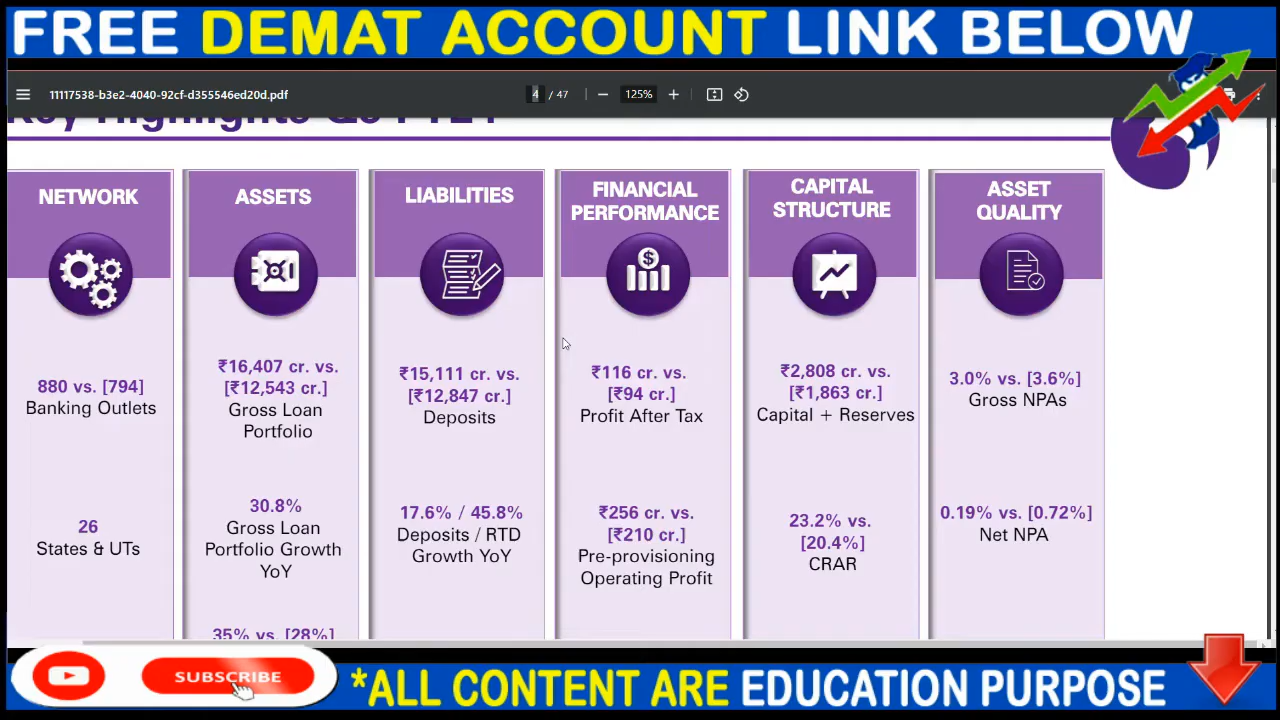 FREE DEMAT ACCOUNT LINK BELOW
11117538-b3e2-4040-92cf-d355546ed20d.pdf
4 / 47
125%
Key Highlights
NETWORK
880 vs. [794]
Banking Outlets
26
States & UTs
ASSETS
₹16,407 cr. vs.
[₹12,543 cr.]
Gross Loan
Portfolio
30.8%
Gross Loan
Portfolio Growth
YoY
35% vs. [28%]
LIABILITIES
₹15,111 cr. vs.
[₹12,847 cr.]
Deposits
17.6% / 45.8%
Deposits / RTD
Growth YoY
FINANCIAL
PERFORMANCE
₹116 cr. vs.
[₹94 cr.]
Profit After Tax
₹256 cr. vs.
[₹210 cr.]
Pre-provisioning
Operating Profit
CAPITAL
STRUCTURE
₹2,808 cr. vs.
[₹1,863 cr.]
Capital + Reserves
23.2% vs.
[20.4%]
CRAR
ASSET
QUALITY
3.0% vs. [3.6%]
Gross NPAs
0.19% vs. [0.72%]
Net NPA
SUBSCRIBE
*ALL CONTENT ARE EDUCATION PURPOSE